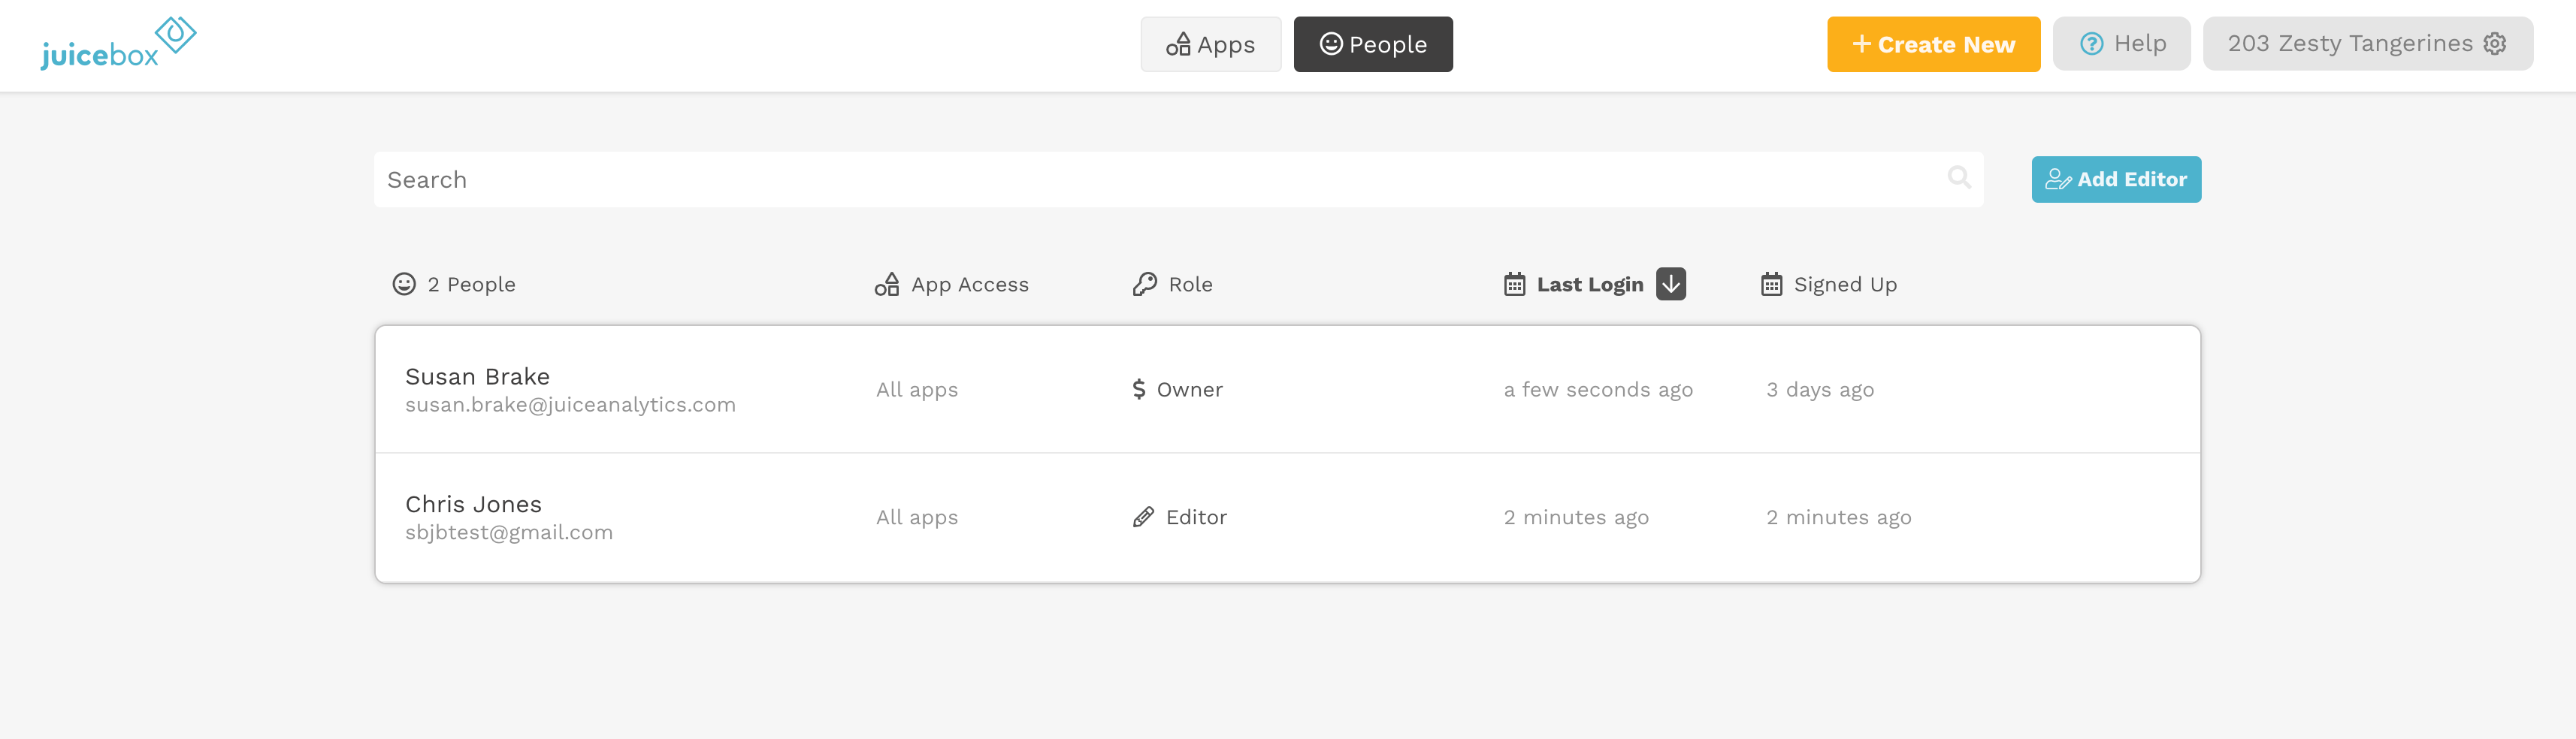 juicebox
Apps
People
Create New
Help
203 Zesty Tangerines
Search
Add Editor
2 People
App Access
Role
Last Login
Signed Up
Susan Brake
susan.brake@juiceanalytics.com
All apps
$ Owner
a few seconds ago
3 days ago
Chris Jones
sbjbtest@gmail.com
All apps
Editor
2 minutes ago
2 minutes ago